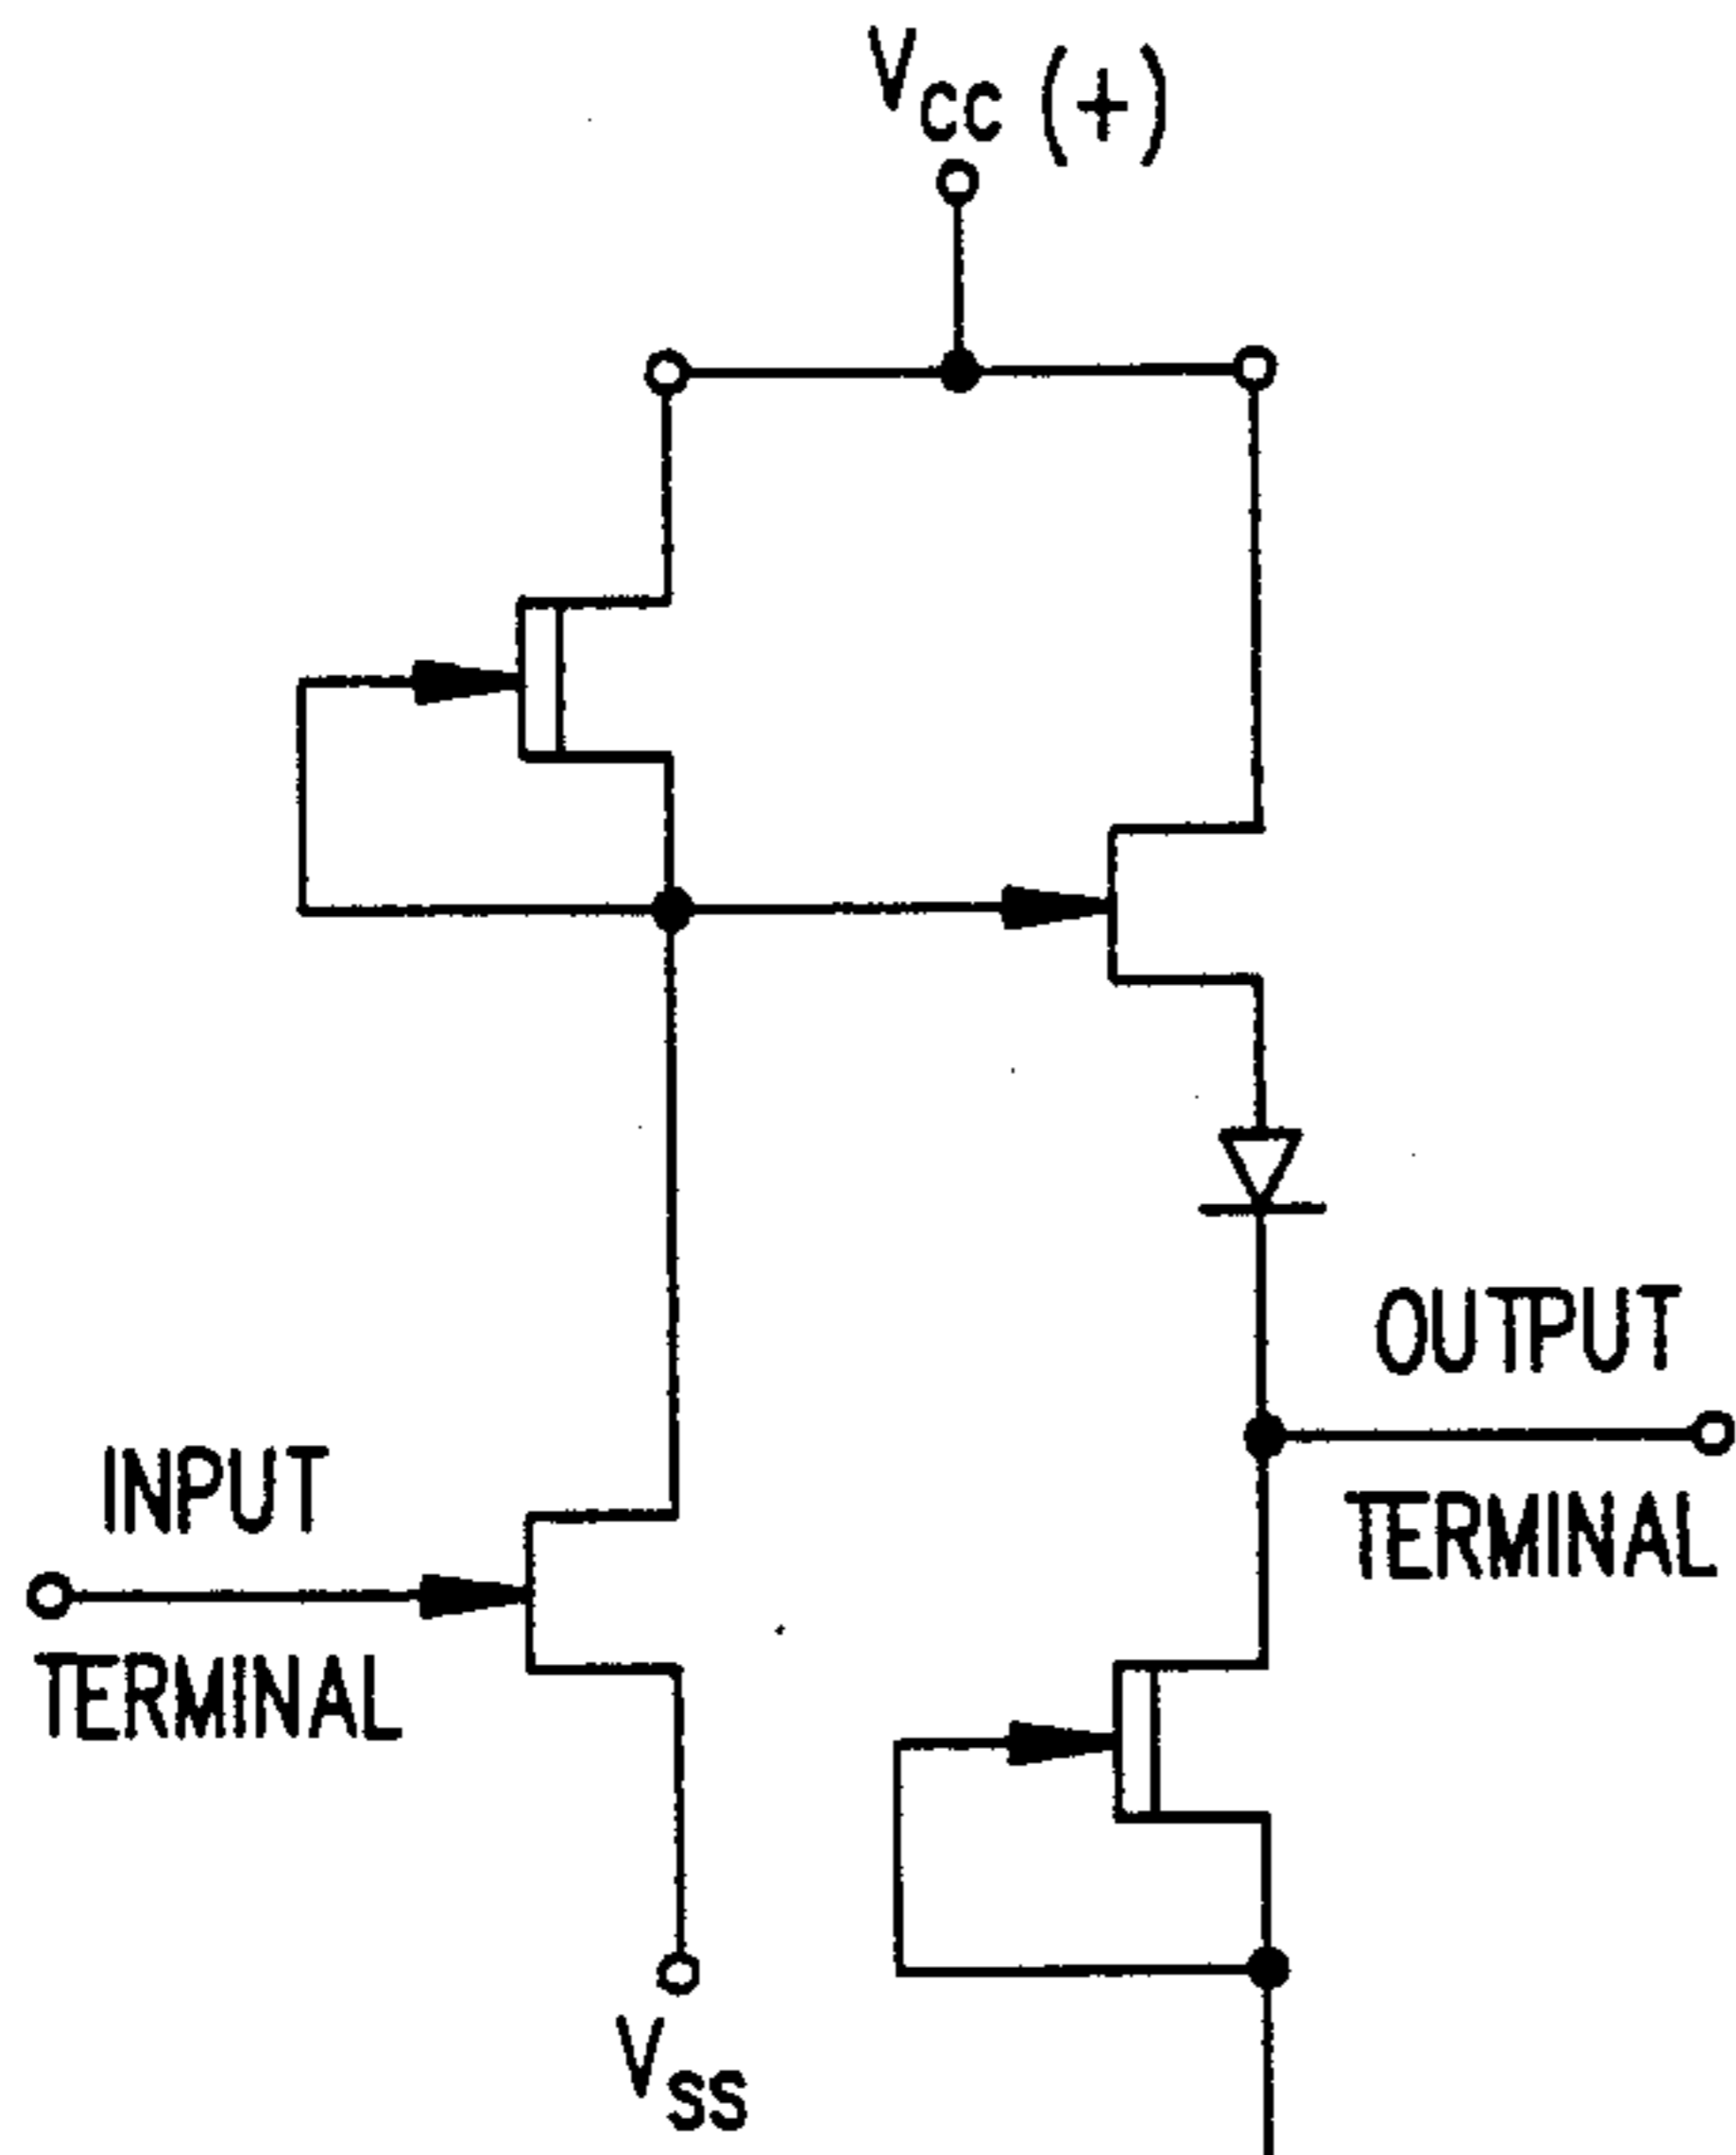 VCC (+)
OUTPUT
TERMINAL
INPUT
TERMINAL
VSS